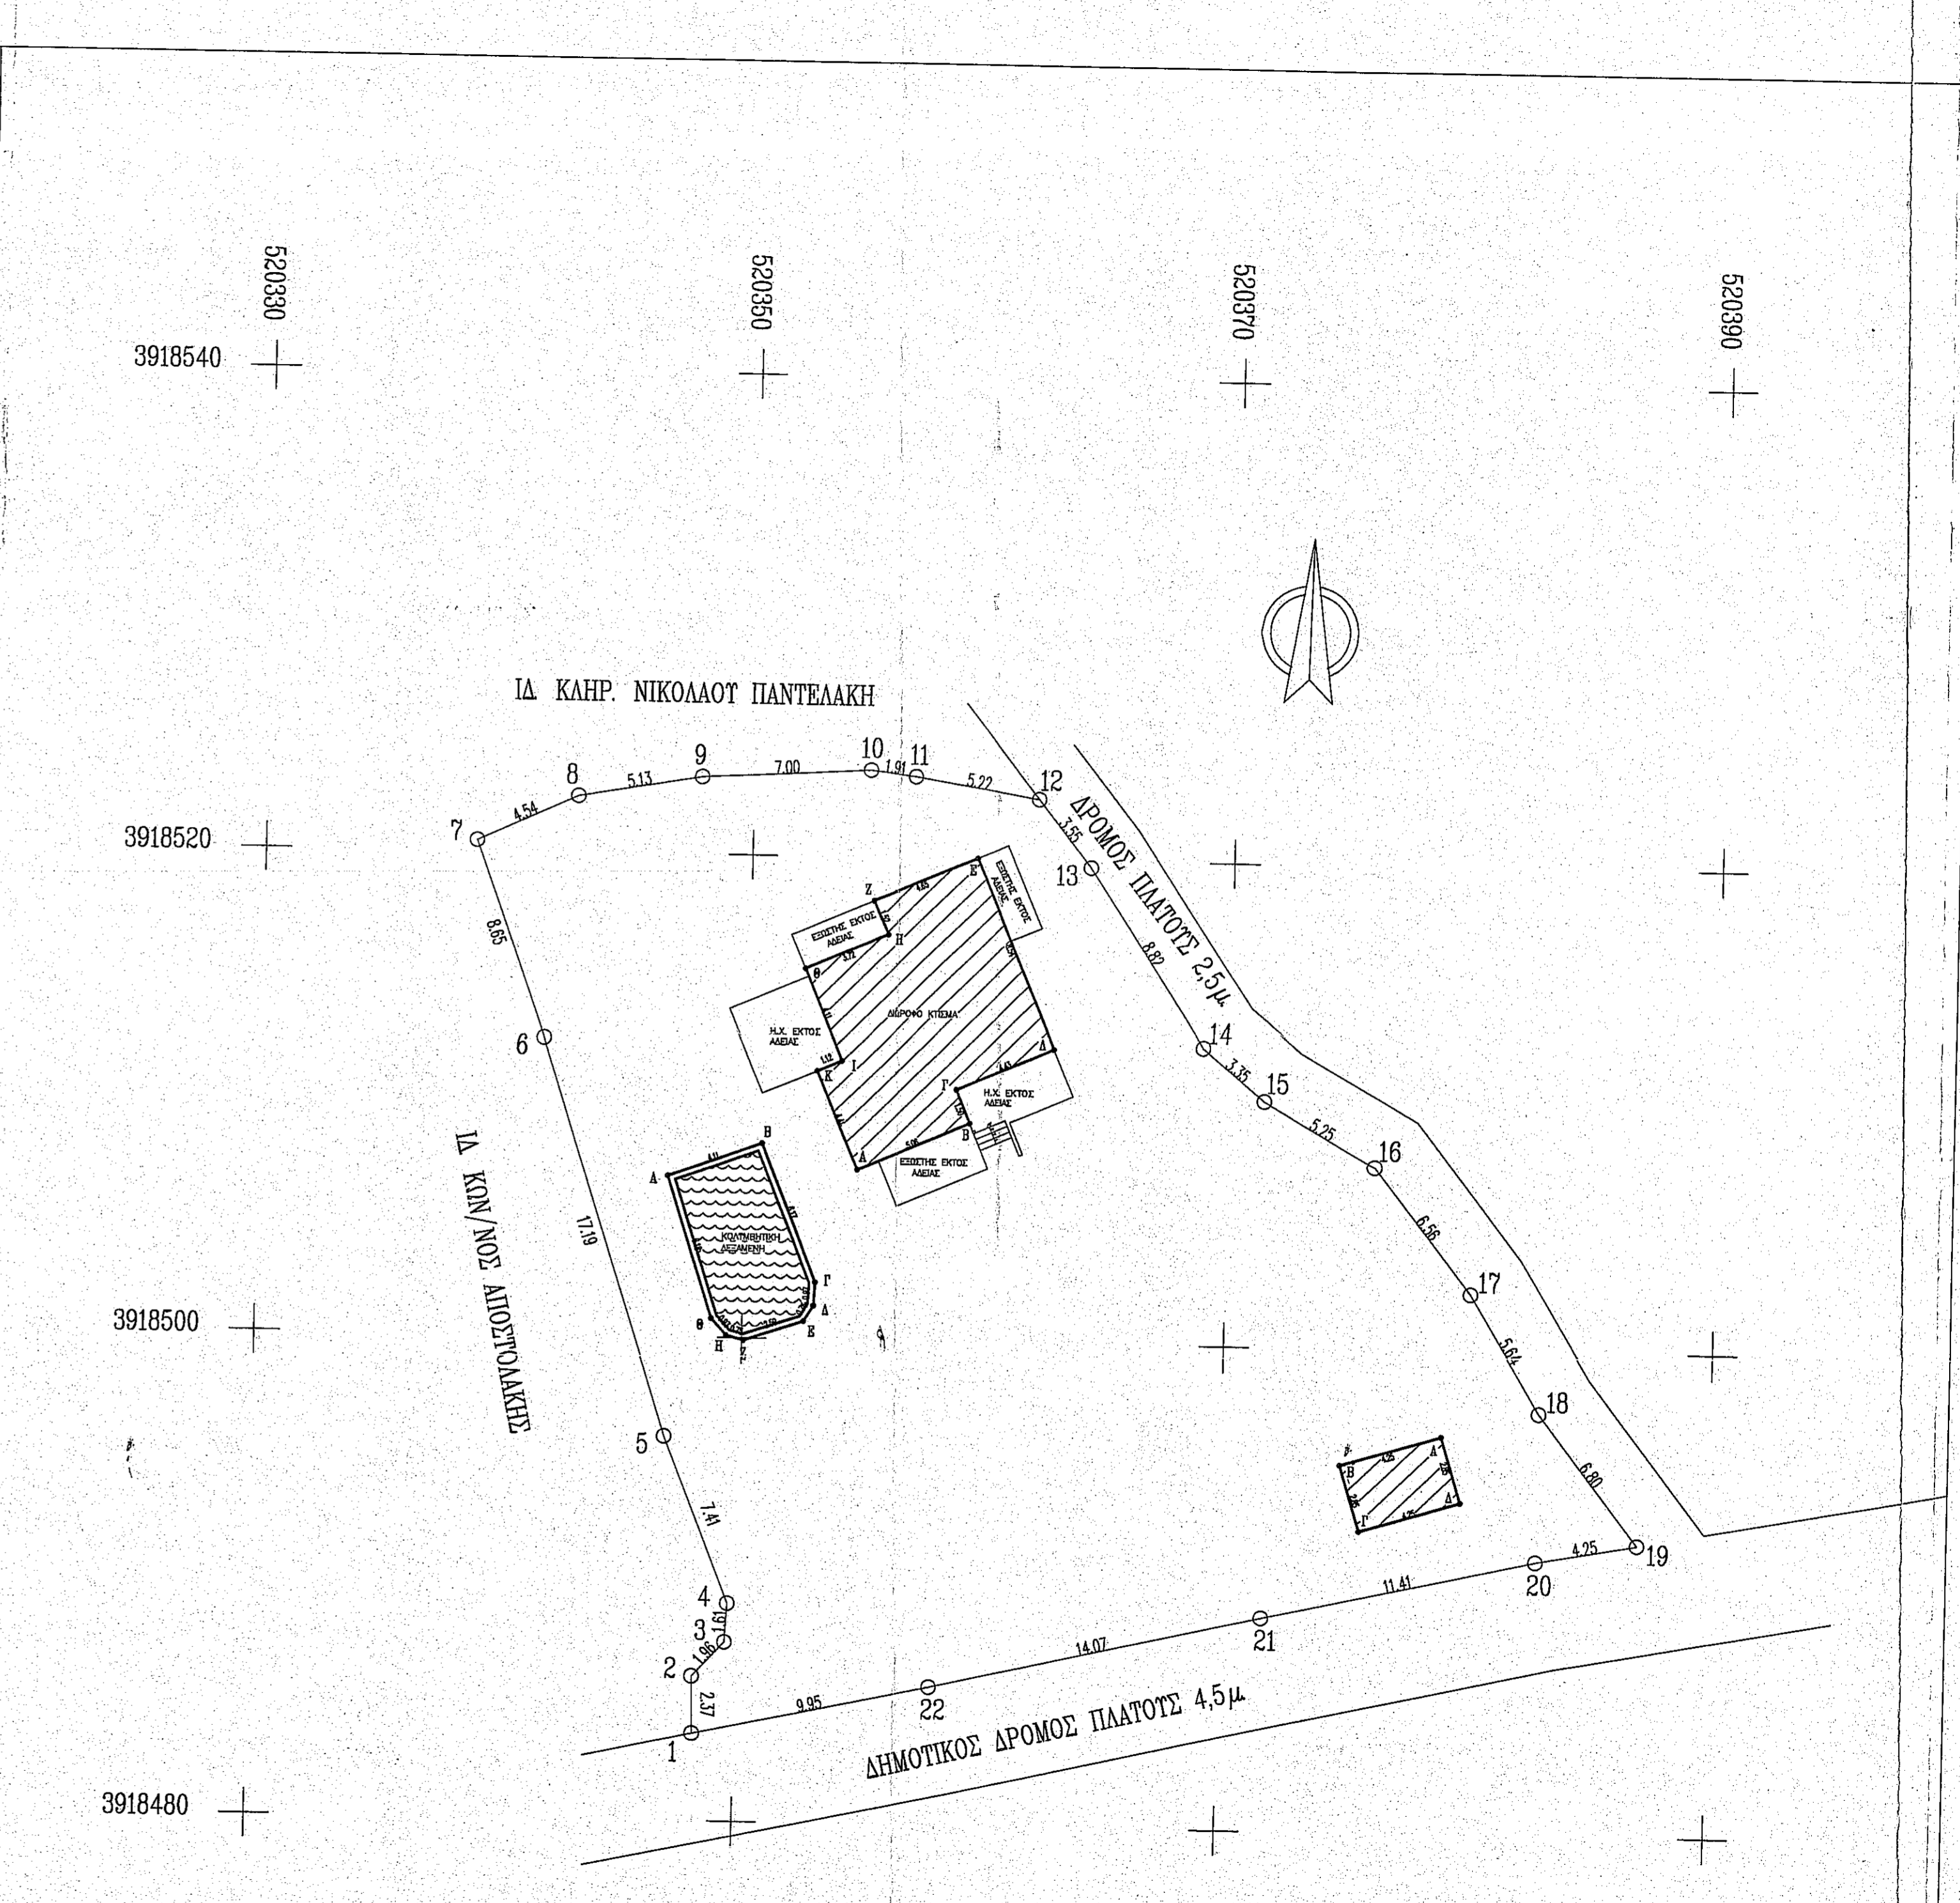 520330
520350
520370
520390
3918540
ΙΔ. ΚΛΗΡ. ΝΙΚΟΛΑΟΥ ΠΑΝΤΕΛΑΚΗ
7
4.54
8
5.13
9
7.00
10
1.91
11
5.22
12
3.55
13
ΔΡΟΜΟΣ ΠΛΑΤΟΥΣ 2,5μ.
3918520
8.65
8.82
Ε
Ζ
Η
Θ
ΕΞΩΣΤΗΣ ΕΚΤΟΣ
ΑΔΕΙΑΣ
ΕΞΩΣΤΗΣ ΕΚΤΟΣ
ΑΔΕΙΑΣ
ΔΙΩΡΟΦΟ ΚΤΙΣΜΑ
Η.Χ. ΕΚΤΟΣ
ΑΔΕΙΑΣ
1.12
Ι
Κ
Δ
Γ
Η.Χ. ΕΚΤΟΣ
ΑΔΕΙΑΣ
Β
Α
ΕΞΩΣΤΗΣ ΕΚΤΟΣ
ΑΔΕΙΑΣ
6
14
3.35
15
5.25
16
6.56
17
5.64
18
6.80
19
17.19
ΙΔ. ΚΩΝ/ΝΟΣ ΑΠΟΣΤΟΛΑΚΗΣ
Α
Β
ΚΟΛΥΜΒΗΤΙΚΗ
ΔΕΞΑΜΕΝΗ
Γ
Δ
Ε
Ζ
Η
Θ
3918500
5
7.41
4
1.61
3
1.96
2
2.37
1
9.95
22
14.07
21
11.41
20
4.25
Α
Β
Γ
Δ
ΔΗΜΟΤΙΚΟΣ ΔΡΟΜΟΣ ΠΛΑΤΟΥΣ 4,5μ.
3918480